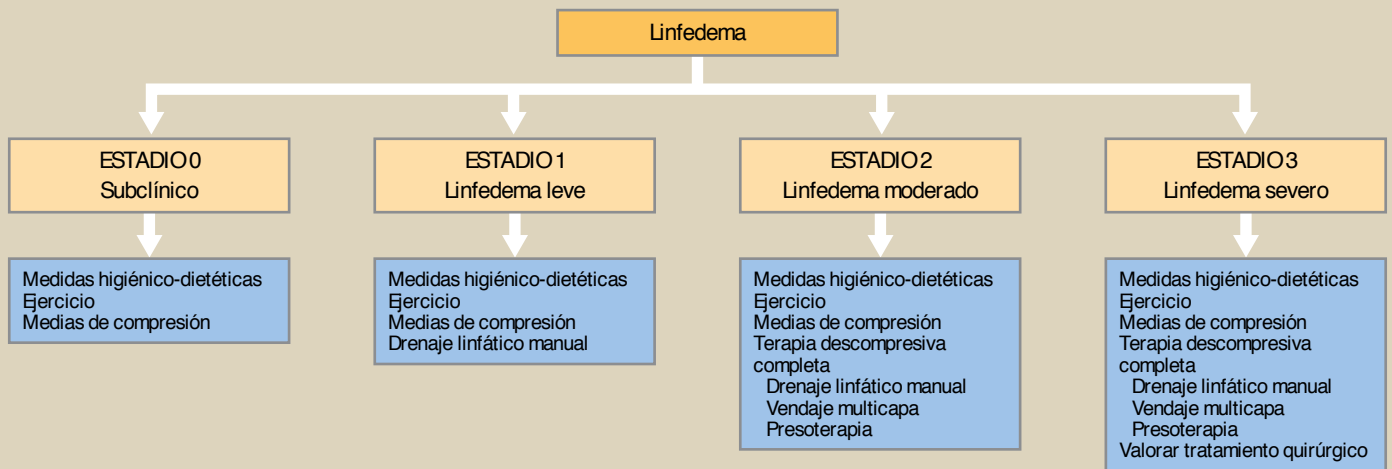 Linfedema
ESTADIO 0
Subclínico
ESTADIO 1
Linfedema leve
ESTADIO 2
Linfedema moderado
ESTADIO 3
Linfedema severo
Medidas higiénico-dietéticas
Ejercicio
Medias de compresión
Medidas higiénico-dietéticas
Ejercicio
Medias de compresión
Drenaje linfático manual
Medidas higiénico-dietéticas
Ejercicio
Medias de compresión
Terapia descompresiva
completa
Drenaje linfático manual
Vendaje multicapa
Presoterapia
Medidas higiénico-dietéticas
Ejercicio
Medias de compresión
Terapia descompresiva
completa
Drenaje linfático manual
Vendaje multicapa
Presoterapia
Valorar tratamiento quirúrgico